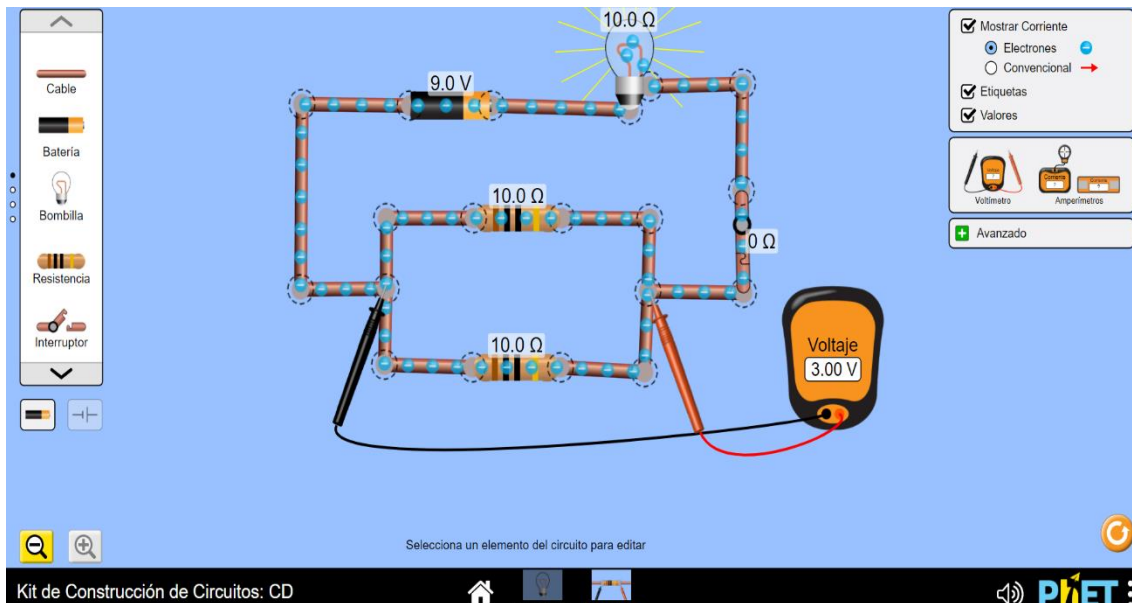 Cable
Batería
Bombilla
Resistencia
Interruptor
9.0 V
10.0 Ω
10.0 Ω
0 Ω
10.0 Ω
Voltaje
3.00 V
Mostrar Corriente
Electrones
Convencional
Etiquetas
Valores
Voltímetro
Amperímetros
Avanzado
Selecciona un elemento del circuito para editar
Kit de Construcción de Circuitos: CD
PhET